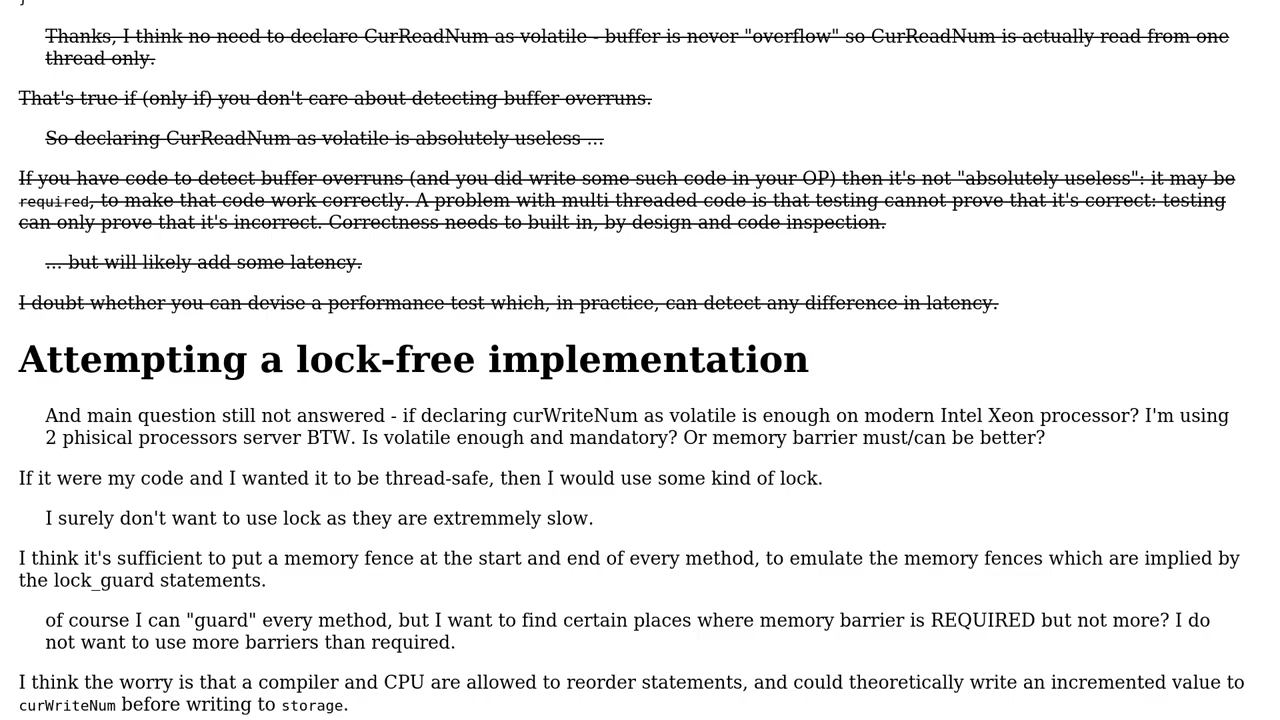 Thanks, I think no need to declare CurReadNum as volatile - buffer is never "overflow" so CurReadNum is actually read from one
thread only.
That's true if (only if) you don't care about detecting buffer overruns.
So declaring CurReadNum as volatile is absolutely useless ...
If you have code to detect buffer overruns (and you did write some such code in your OP) then it's not "absolutely useless": it may be
required, to make that code work correctly. A problem with multi threaded code is that testing cannot prove that it's correct: testing
can only prove that it's incorrect. Correctness needs to built in, by design and code inspection.
... but will likely add some latency.
I doubt whether you can devise a performance test which, in practice, can detect any difference in latency.
Attempting a lock-free implementation
And main question still not answered - if declaring curWriteNum as volatile is enough on modern Intel Xeon processor? I'm using
2 phisical processors server BTW. Is volatile enough and mandatory? Or memory barrier must/can be better?
If it were my code and I wanted it to be thread-safe, then I would use some kind of lock.
I surely don't want to use lock as they are extremmely slow.
I think it's sufficient to put a memory fence at the start and end of every method, to emulate the memory fences which are implied by
the lock_guard statements.
of course I can "guard" every method, but I want to find certain places where memory barrier is REQUIRED but not more? I do
not want to use more barriers than required.
I think the worry is that a compiler and CPU are allowed to reorder statements, and could theoretically write an incremented value to
curWriteNum before writing to storage.